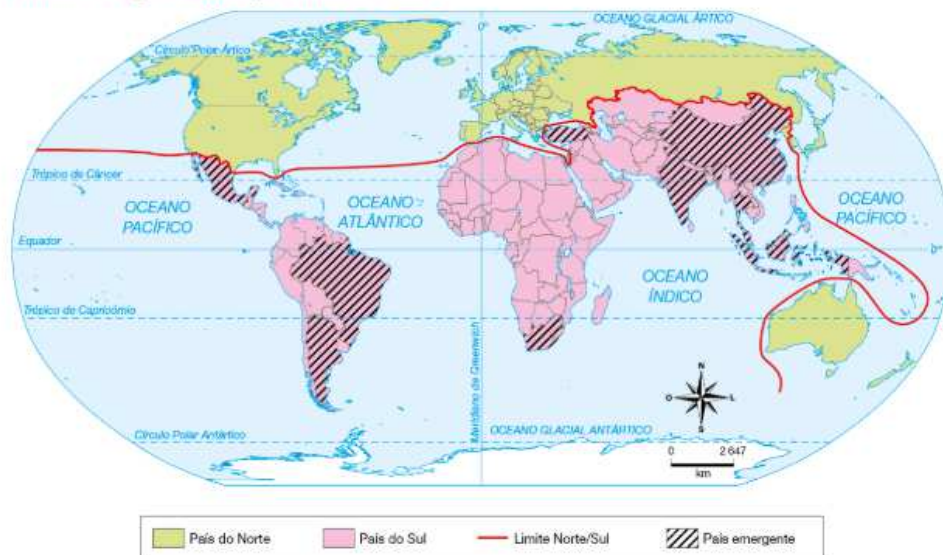 OCEANO GLACIAL ÁRTICO
0°
Círculo Polar Ártico
Trópico de Câncer
OCEANO
PACÍFICO
OCEANO
ATLÂNTICO
OCEANO
PACÍFICO
Equador
0°
OCEANO
ÍNDICO
Trópico de Capricórnio
Meridiano de Greenwich
N
O
L
S
Círculo Polar Antártico
OCEANO GLACIAL ANTÁRTICO
0
2 647
km
País do Norte
País do Sul
Limite Norte/Sul
País emergente